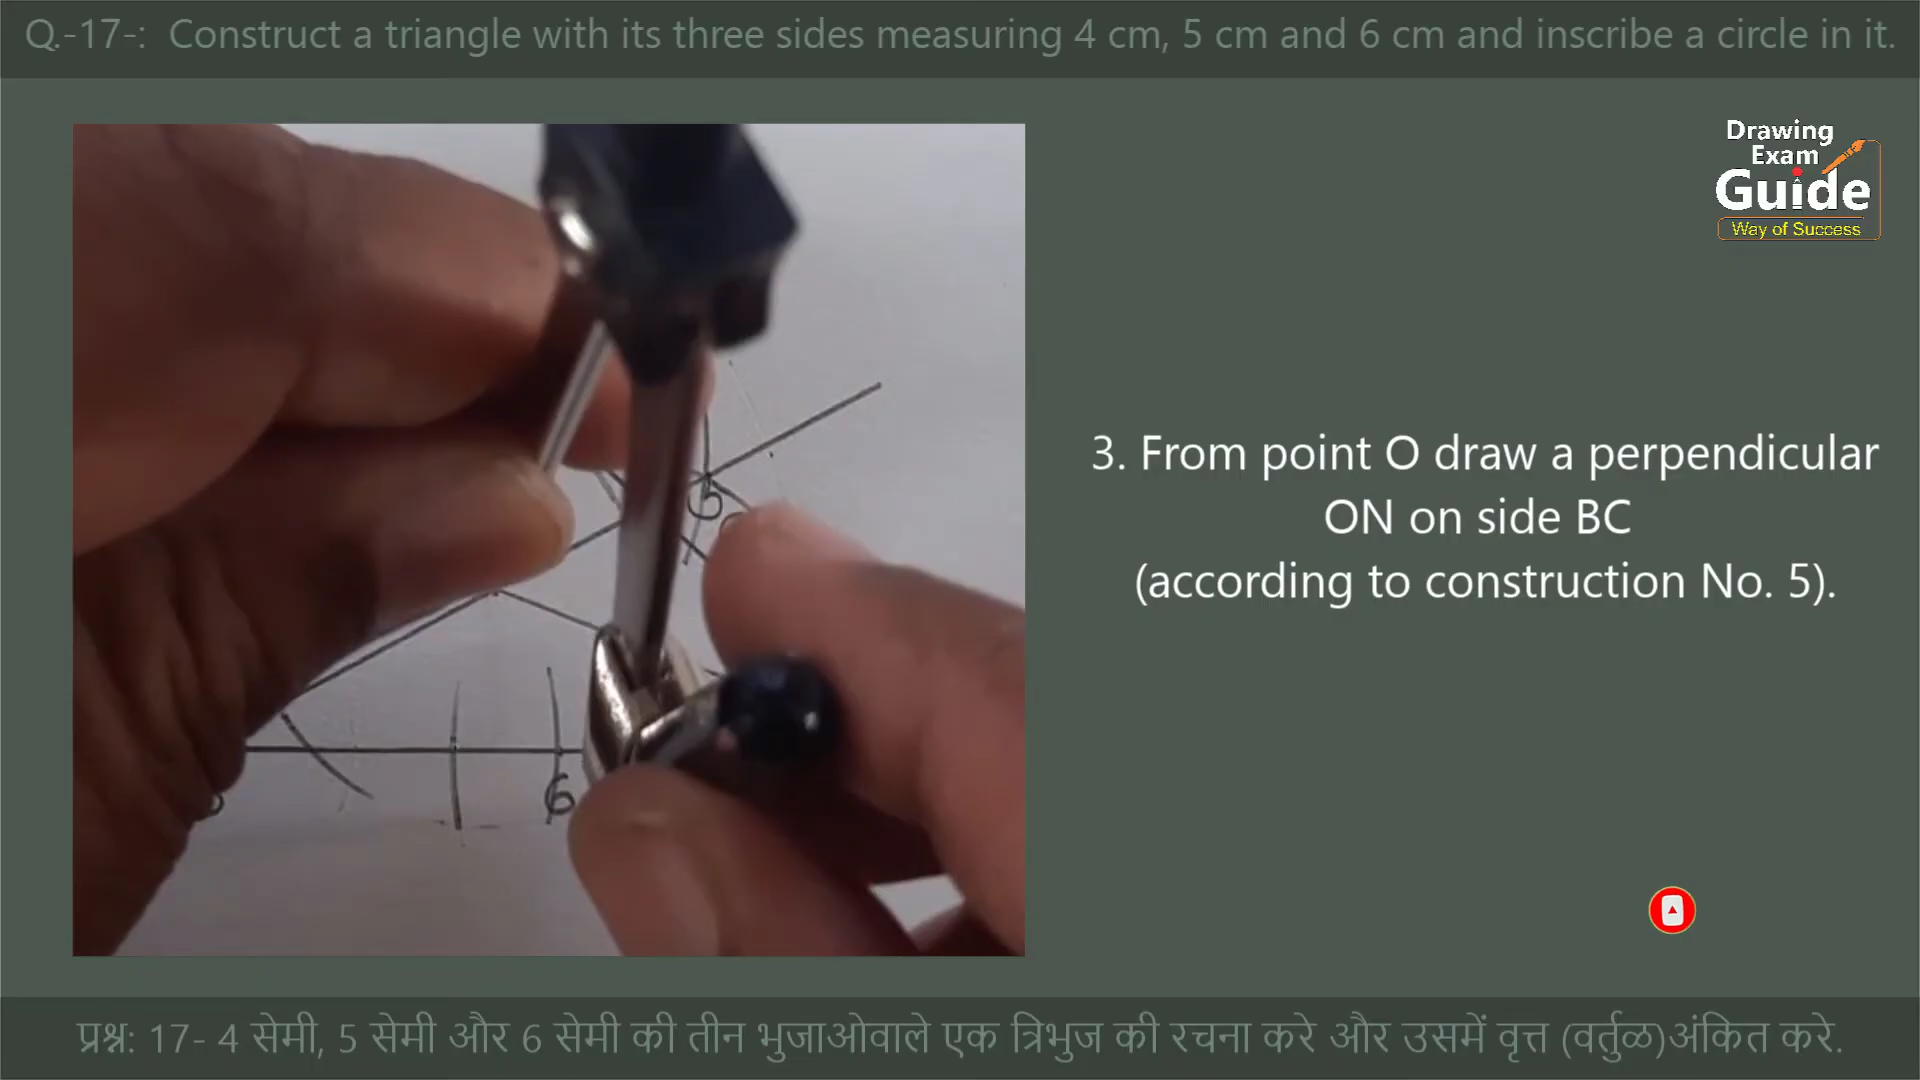 Q.-17-: Construct a triangle with its three sides measuring 4 cm, 5 cm and 6 cm and inscribe a circle in it.
Drawing
Exam
Guide
Way of Success
3. From point O draw a perpendicular
ON on side BC
(according to construction No. 5).
6
6
प्रश्न: 17- 4 सेमी, 5 सेमी और 6 सेमी की तीन भुजाओवाले एक त्रिभुज की रचना करे और उसमें वृत्त (वर्तुळ)अंकित करे.